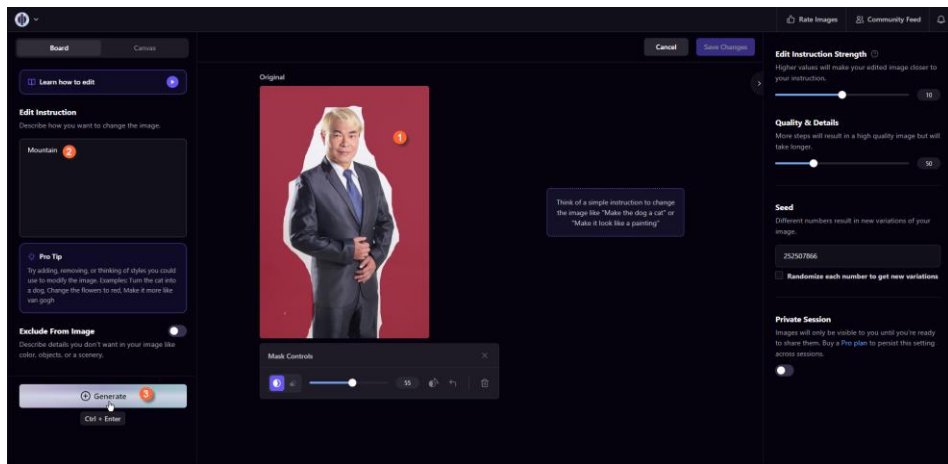 Rate Images
Community Feed
Board
Canvas
Cancel
Save Changes
Learn how to edit
Edit Instruction
Describe how you want to change the image.
Mountain 2
Pro Tip
Try adding, removing, or thinking of styles you could
use to modify the image. Examples: Turn the cat into
a dog, Change the flowers to red, Make it more like
van gogh
Exclude From Image
Describe details you don't want in your image like
color, objects, or a scenery.
Generate 3
Ctrl + Enter
Original
1
Mask Controls
55
Think of a simple instruction to change
the image like "Make the dog a cat" or
"Make it look like a painting"
Edit Instruction Strength
Higher values will make your edited image closer to
your instruction.
10
Quality & Details
More steps will result in a high quality image but will
take longer.
50
Seed
Different numbers result in new variations of your
image.
252507866
Randomize each number to get new variations
Private Session
Images will only be visible to you until you're ready
to share them. Buy a Pro plan to persist this setting
across sessions.